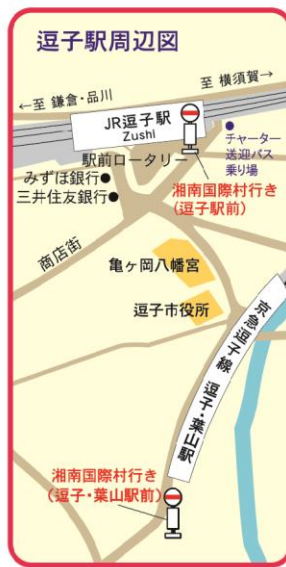 逗子駅周辺図
←至 鎌倉・品川
至 横須賀→
JR逗子駅
Zushi
駅前ロータリー
チャーター
送迎バス
乗り場
みずほ銀行●
三井住友銀行●
湘南国際村行き
(逗子駅前)
商店街
亀ヶ岡八幡宮
逗子市役所
京急逗子線 逗子・葉山駅
湘南国際村行き
(逗子・葉山駅前)